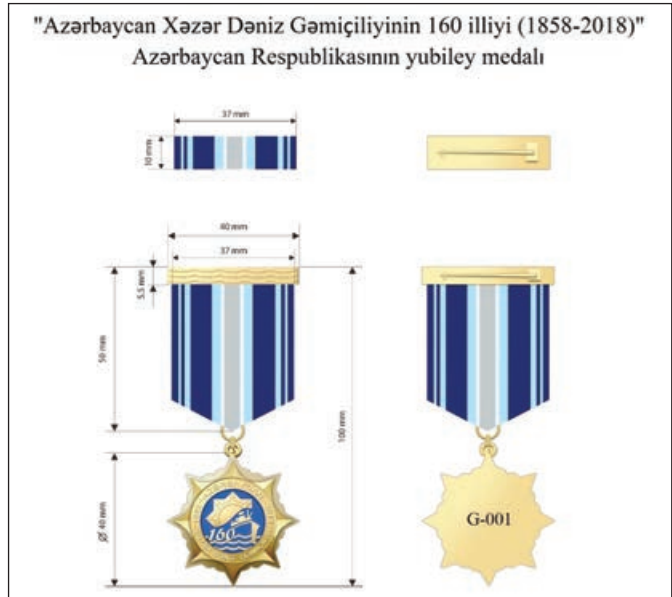 "Azərbaycan Xəzər Dəniz Gəmiçiliyinin 160 illiyi (1858-2018)"
Azərbaycan Respublikasının yubiley medalı
37 mm
10 mm
40 mm
37 mm
5,5 mm
50 mm
100 mm
Ø 40 mm
160
G-001